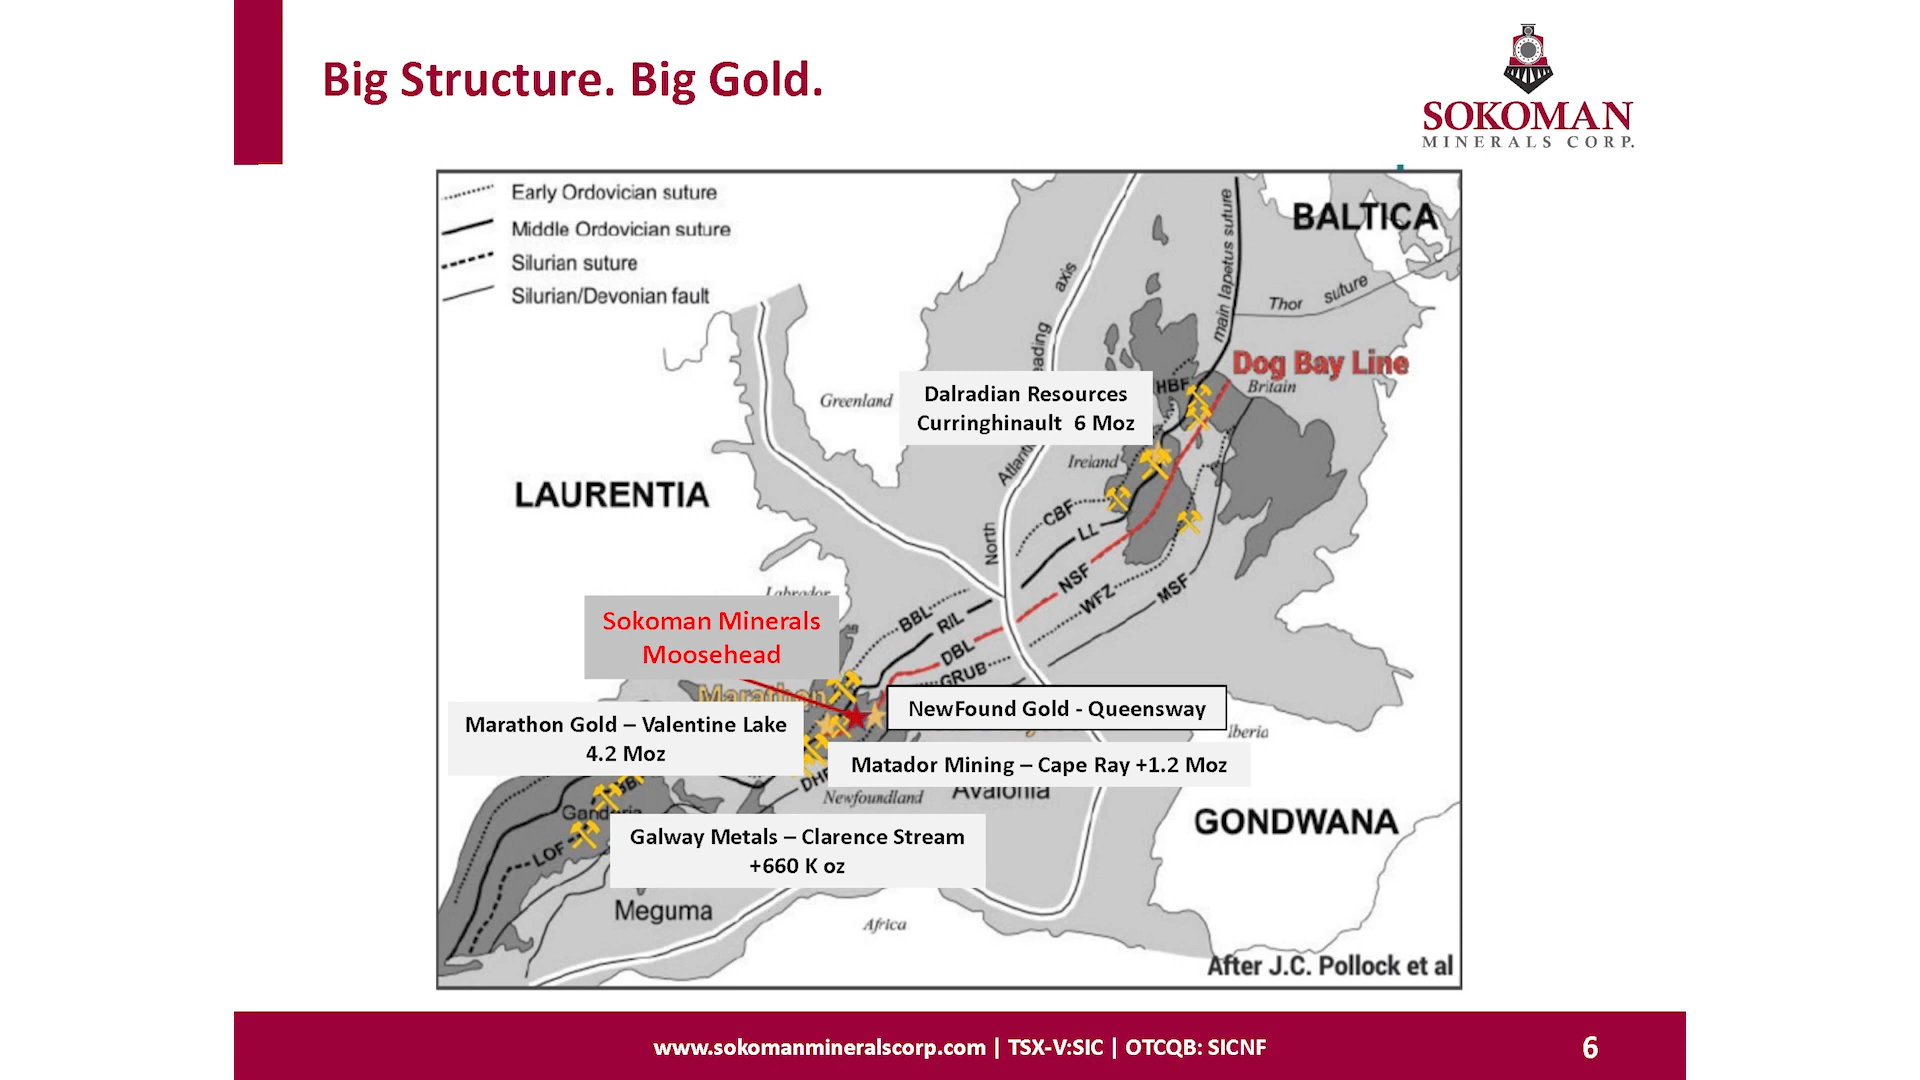 Big Structure. Big Gold.
SOKOMAN
MINERALS CORP.
Early Ordovician suture
Middle Ordovician suture
Silurian suture
Silurian/Devonian fault
BALTICA
axis
main Iapetus suture
Thor suture
Dog Bay Line
Britain
HBF
Greenland
Dalradian Resources
Curringhinault 6 Moz
Ireland
LAURENTIA
North
CBF
LL
NSF
WFZ
MSF
Labrador
BBL
RIL
DBL
GRUB
Sokoman Minerals
Moosehead
Marathon
NewFound Gold - Queensway
Marathon Gold – Valentine Lake
4.2 Moz
Iberia
Matador Mining – Cape Ray +1.2 Moz
Newfoundland
Avalonia
GONDWANA
Galway Metals – Clarence Stream
+660 K oz
LOF
Meguma
Africa
After J.C. Pollock et al
www.sokomanmineralscorp.com | TSX-V:SIC | OTCQB: SICNF
6